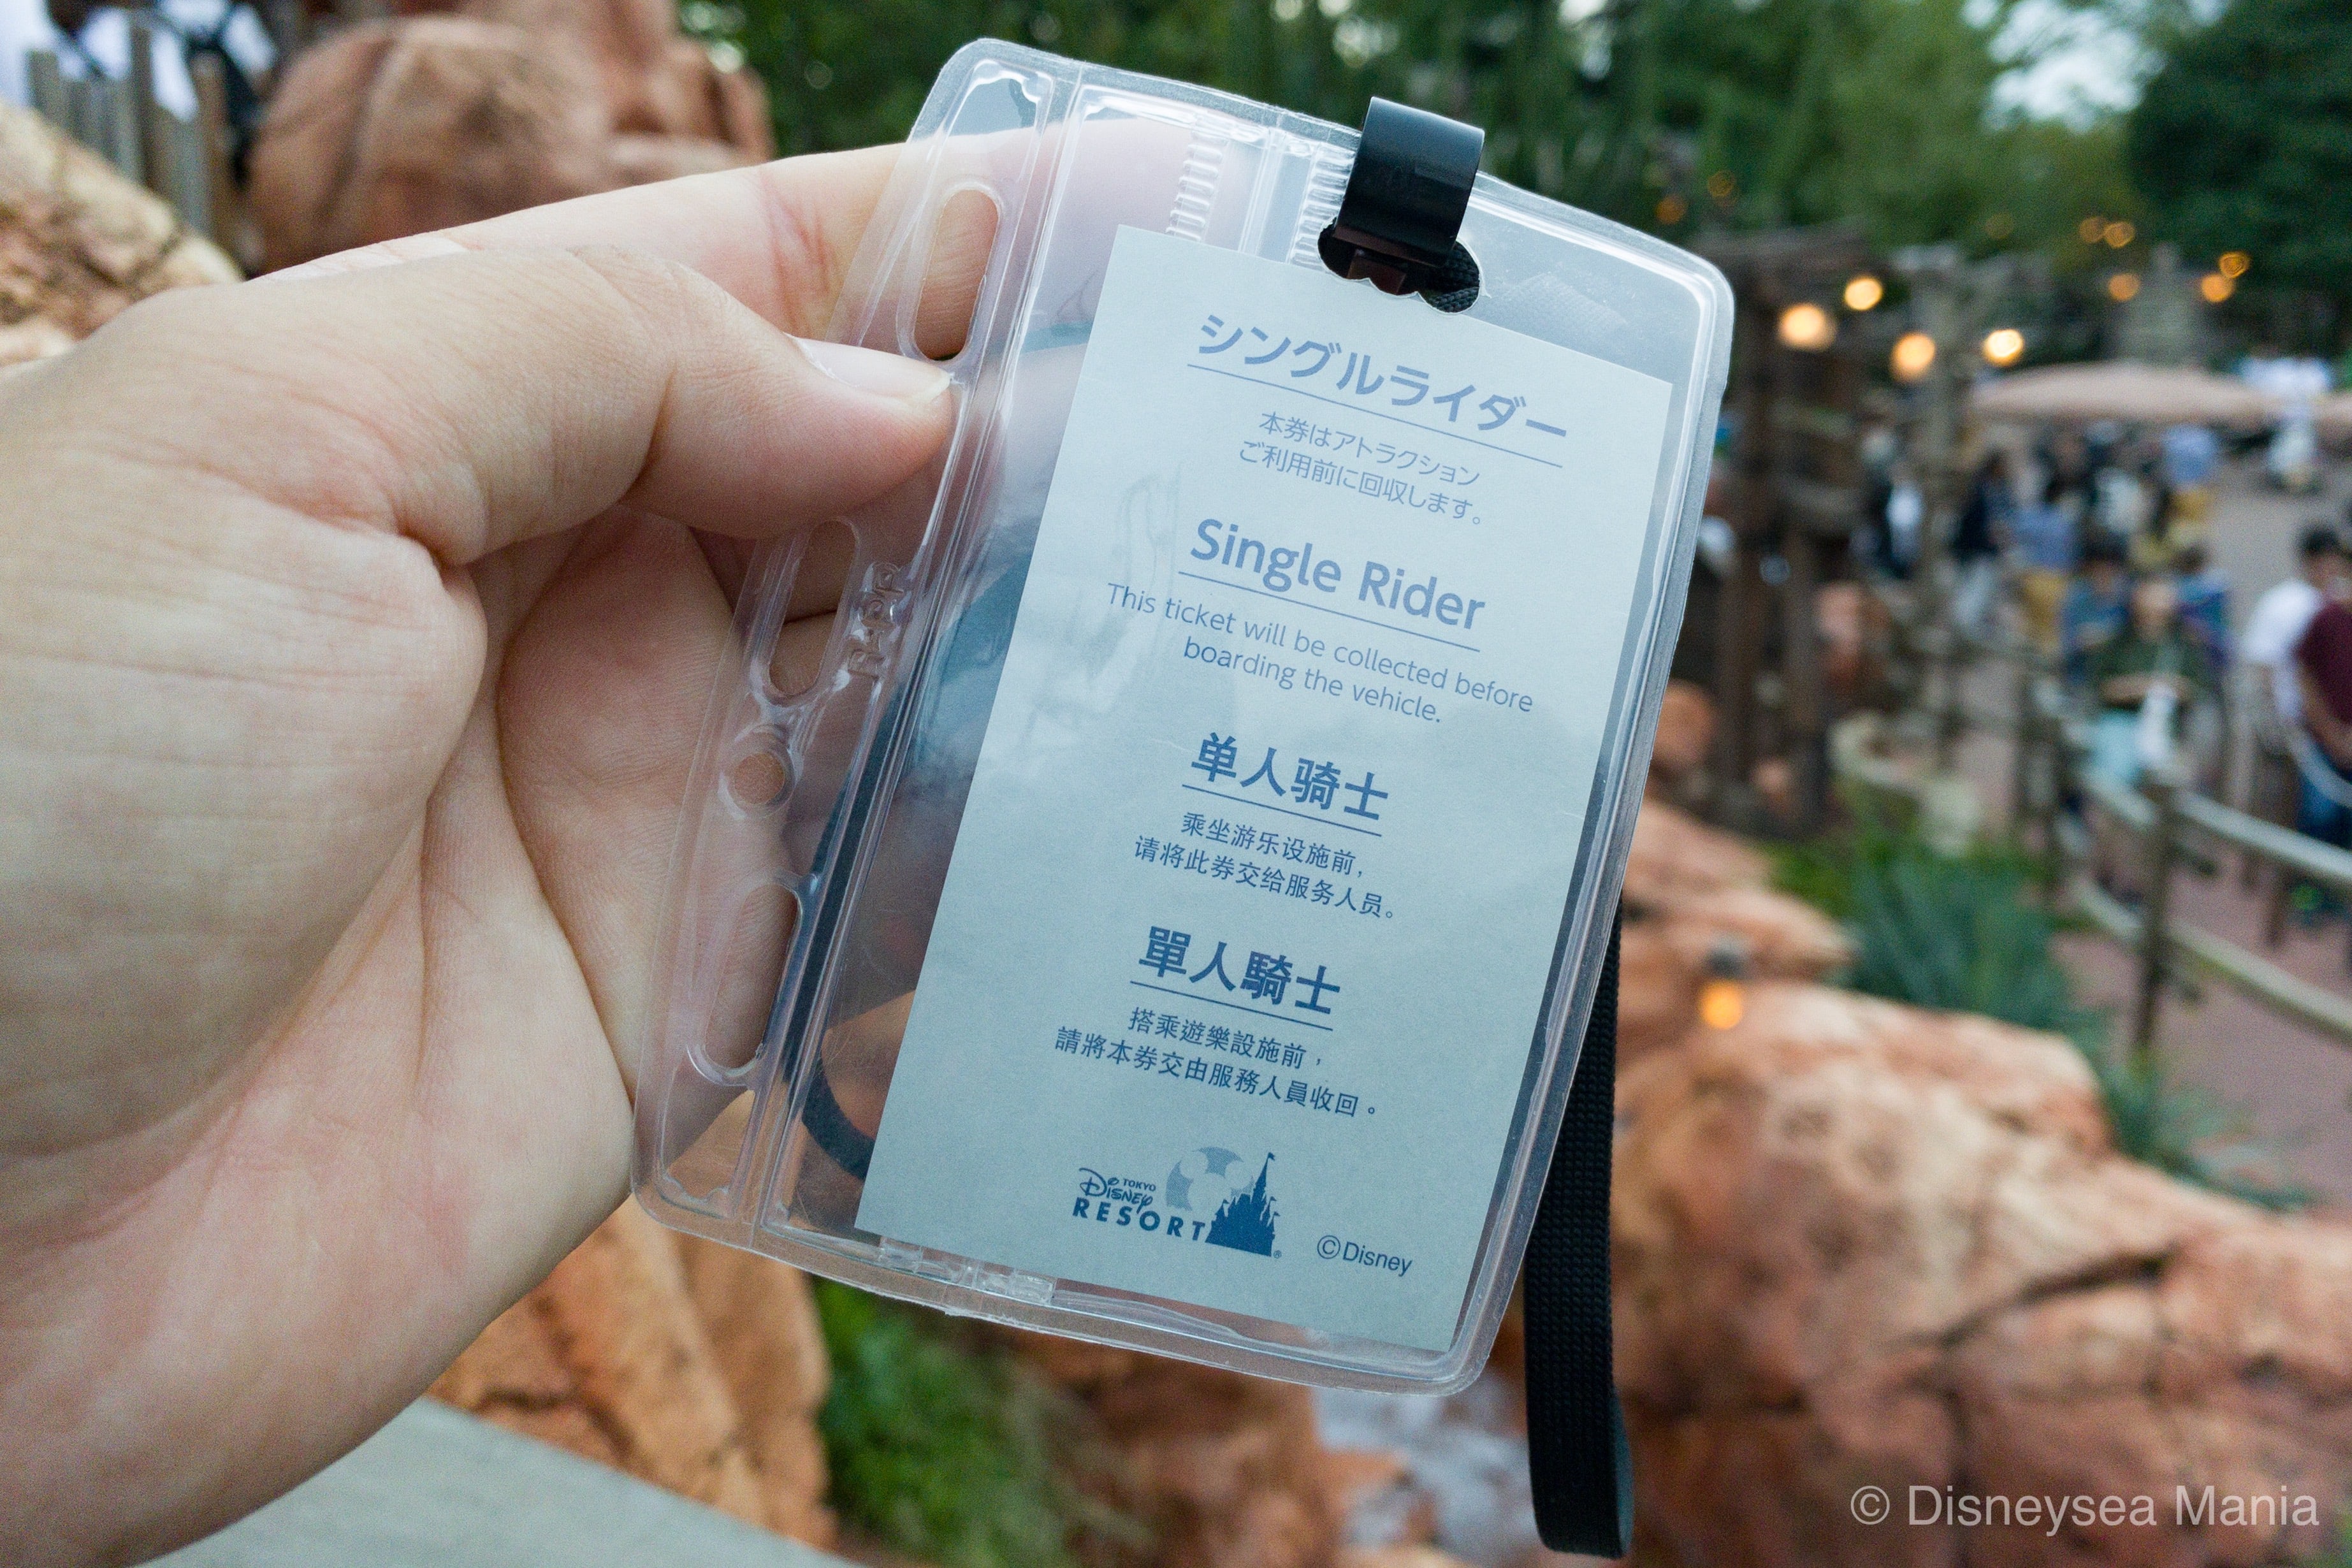 シングルライダー
本券はアトラクション
ご利用前に回収します。
Single Rider
This ticket will be collected before
boarding the vehicle.
单人骑士
乘坐游乐设施前，
请将此券交给服务人员。
單人騎士
搭乘遊樂設施前，
請將本券交由服務人員收回。
TOKYO
Disney
RESORT®
©Disney
© Disneysea Mania